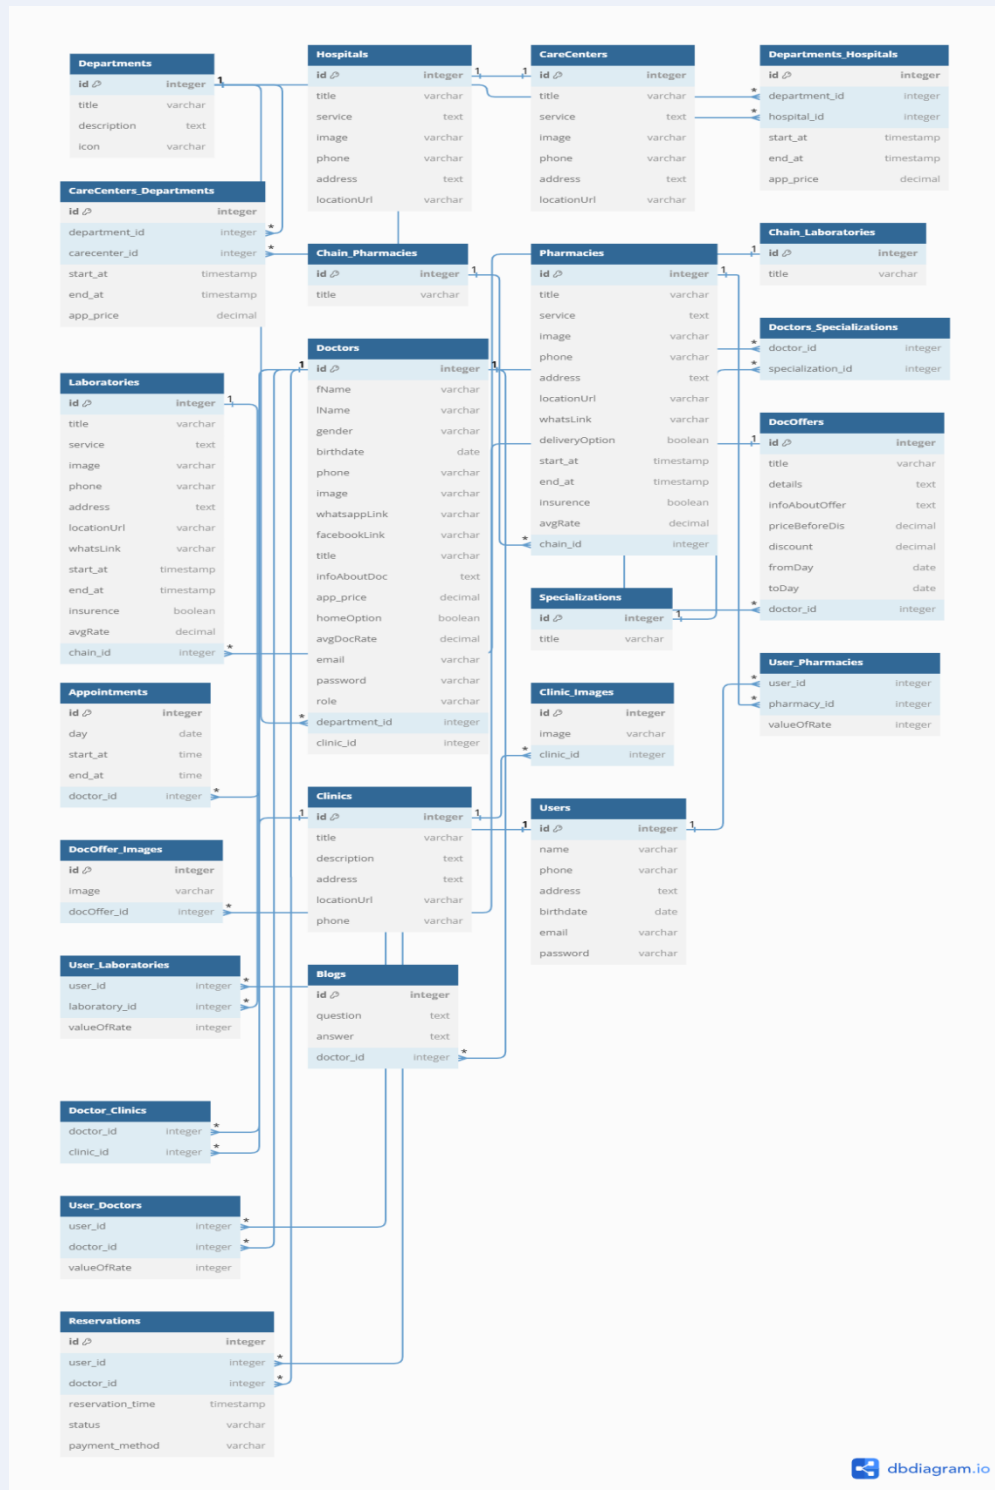 Departments
id integer 1
title varchar
description text
icon varchar
Hospitals
id integer 1
title varchar
service text
image varchar
phone varchar
address text
locationUrl varchar
CareCenters
1 id integer
title varchar
service text
image varchar
phone varchar
address text
locationUrl varchar
Departments_Hospitals
id integer
* department_id integer
* hospital_id integer
start_at timestamp
end_at timestamp
app_price decimal
CareCenters_Departments
id integer
department_id integer *
carecenter_id integer *
start_at timestamp
end_at timestamp
app_price decimal
Chain_Pharmacies
id integer 1
title varchar
Pharmacies
id integer 1
title varchar
service text
image varchar
phone varchar
address text
locationUrl varchar
whatsLink varchar
deliveryOption boolean
start_at timestamp
end_at timestamp
insurence boolean
avgRate decimal
* chain_id integer
Chain_Laboratories
1 id integer
title varchar
Doctors_Specializations
* doctor_id integer
* specialization_id integer
Doctors
1 id integer 1
fName varchar
lName varchar
gender varchar
birthdate date
phone varchar
image varchar
whatsappLink varchar
facebookLink varchar
title varchar
infoAboutDoc text
app_price decimal
homeOption boolean
avgDocRate decimal
email varchar
password varchar
role varchar
* department_id integer
clinic_id integer
Laboratories
id integer 1
title varchar
service text
image varchar
phone varchar
address text
locationUrl varchar
whatsLink varchar
start_at timestamp
end_at timestamp
insurence boolean
avgRate decimal
chain_id integer *
DocOffers
1 id integer
title varchar
details text
infoAboutOffer text
priceBeforeDis decimal
discount decimal
fromDay date
toDay date
* doctor_id integer
Specializations
id integer 1
title varchar
User_Pharmacies
* user_id integer
* pharmacy_id integer
valueOfRate integer
Appointments
id integer
day date
start_at time
end_at time
doctor_id integer *
Clinic_Images
id integer
image varchar
* clinic_id integer
Clinics
1 id integer 1
title varchar
description text
address text
locationUrl varchar
phone varchar
Users
1 id integer 1
name varchar
phone varchar
address text
birthdate date
email varchar
password varchar
DocOffer_Images
id integer
image varchar
docOffer_id integer *
User_Laboratories
user_id integer *
laboratory_id integer *
valueOfRate integer
Blogs
id integer
question text
answer text
doctor_id integer *
Doctor_Clinics
doctor_id integer *
clinic_id integer *
User_Doctors
user_id integer *
doctor_id integer *
valueOfRate integer
Reservations
id integer
user_id integer *
doctor_id integer *
reservation_time timestamp
status varchar
payment_method varchar
dbdiagram.io